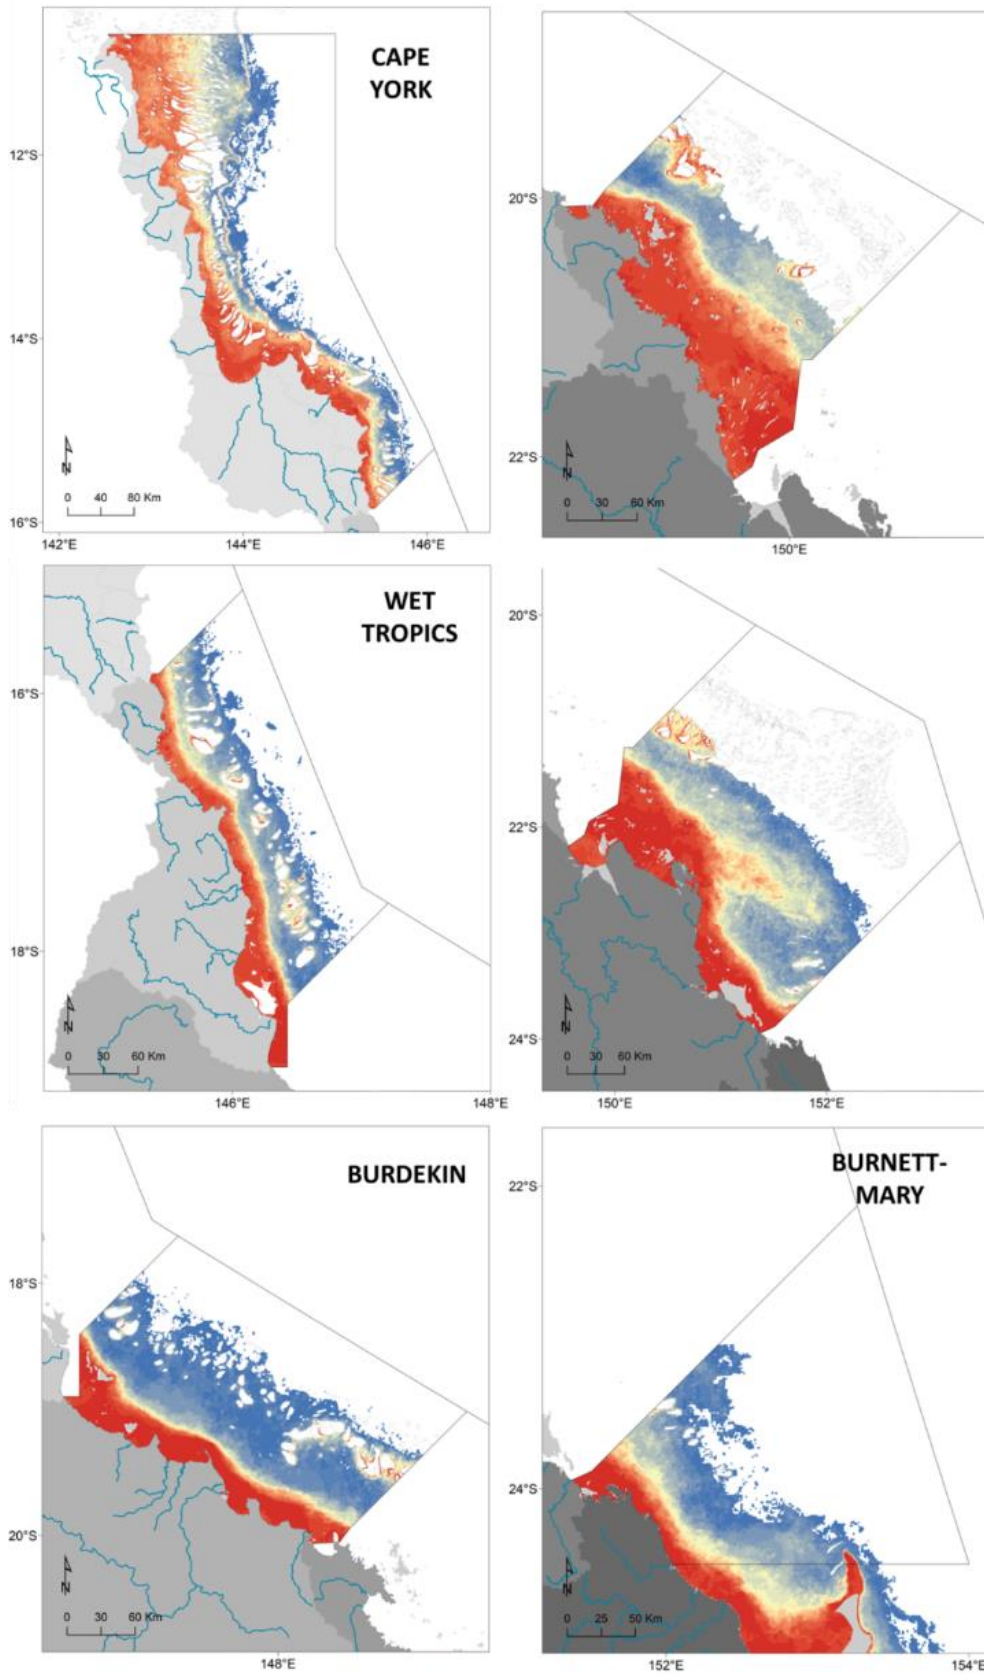 CAPE
YORK
12°S
14°S
16°S
N
0 40 80 Km
142°E 144°E 146°E
20°S
22°S
N
0 30 60 Km
150°E
WET
TROPICS
16°S
18°S
N
0 30 60 Km
146°E 148°E
20°S
22°S
24°S
N
0 30 60 Km
150°E 152°E
BURDEKIN
18°S
20°S
N
0 30 60 Km
148°E
BURNETT-
MARY
22°S
24°S
N
0 25 50 Km
152°E 154°E